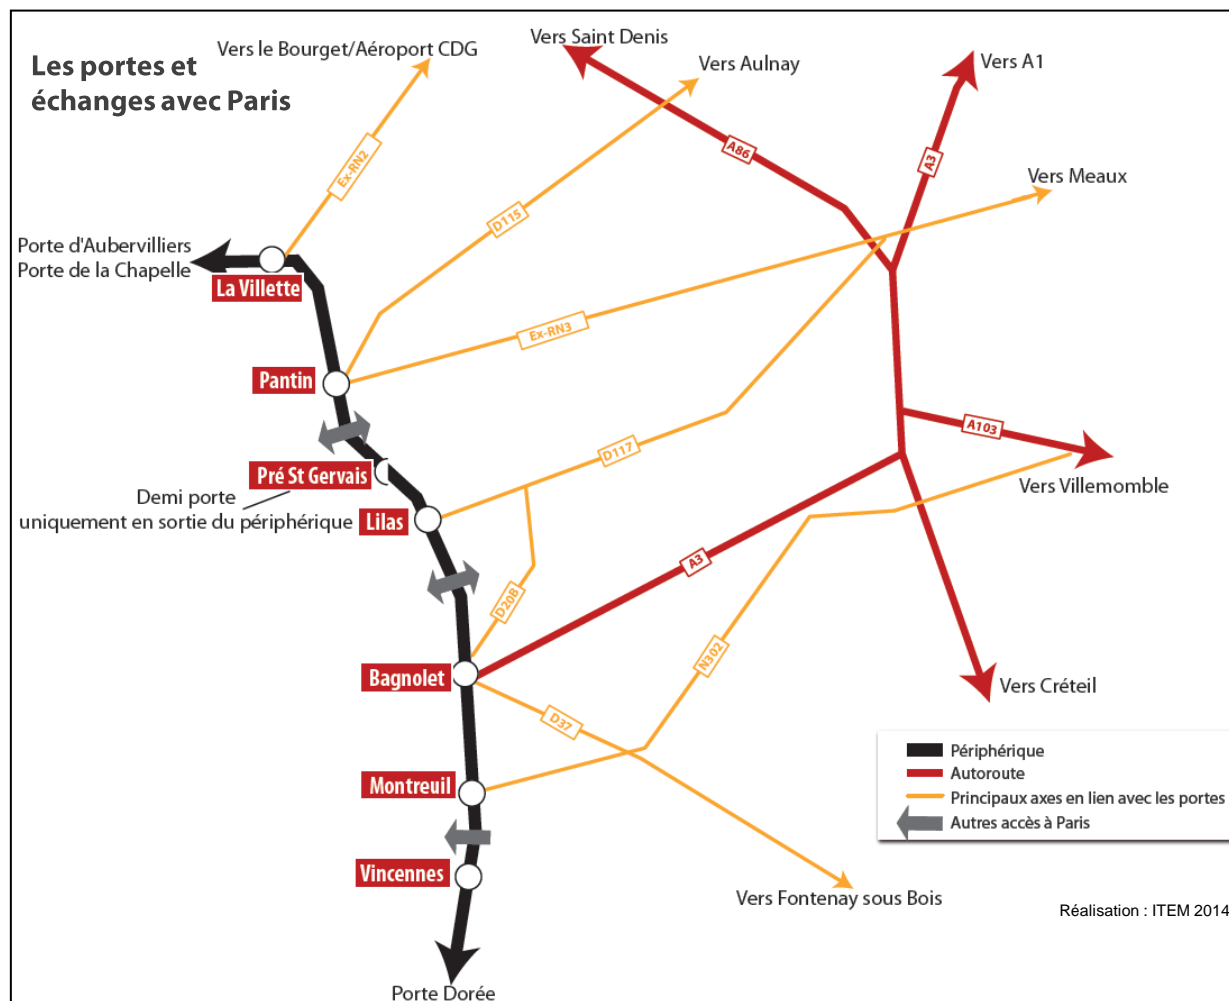 Les portes et
échanges avec Paris
Vers le Bourget/Aéroport CDG
Vers Saint Denis
Vers Aulnay
Vers A1
A86
A3
Ex-RN2
Vers Meaux
D115
Porte d'Aubervilliers
Porte de la Chapelle
La Villette
Ex-RN3
Pantin
A103
D117
Pré St Gervais
Vers Villemomble
Demi porte
uniquement en sortie du périphérique
Lilas
A3
D20B
N302
Bagnolet
Vers Créteil
D37
Montreuil
Périphérique
Autoroute
Principaux axes en lien avec les portes
Autres accès à Paris
Vincennes
Vers Fontenay sous Bois
Réalisation : ITEM 2014
Porte Dorée